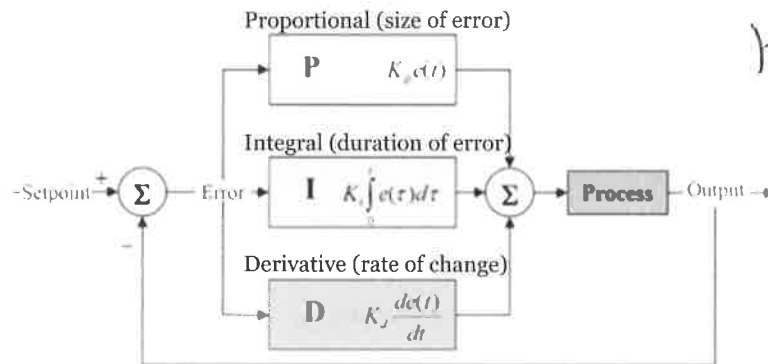 Proportional (size of error)
P K_p e(t)
Integral (duration of error)
+
Setpoint Σ Error I K_i ∫_0^t e(τ)dτ Σ Process Output
−
Derivative (rate of change)
D K_d de(t)/dt